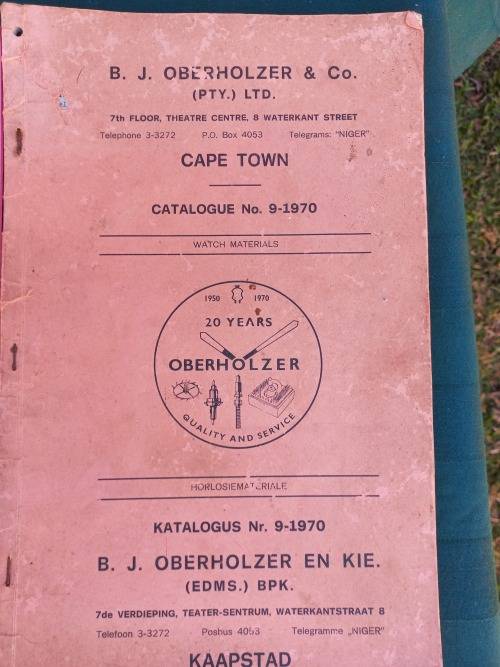 B. J. OBERHOLZER & Co.
(PTY.) LTD.
7th FLOOR, THEATRE CENTRE, 8 WATERKANT STREET
Telephone 3-3272 P.O. Box 4053 Telegrams: "NIGER"
CAPE TOWN
CATALOGUE No. 9-1970
WATCH MATERIALS
1950 1970
20 YEARS
OBERHOLZER
QUALITY AND SERVICE
HORLOSIEMATERIALE
KATALOGUS Nr. 9-1970
B. J. OBERHOLZER EN KIE.
(EDMS.) BPK.
7de VERDIEPING, TEATER-SENTRUM, WATERKANTSTRAAT 8
Telefoon 3-3272 Posbus 4053 Telegramme „NIGER"
KAAPSTAD